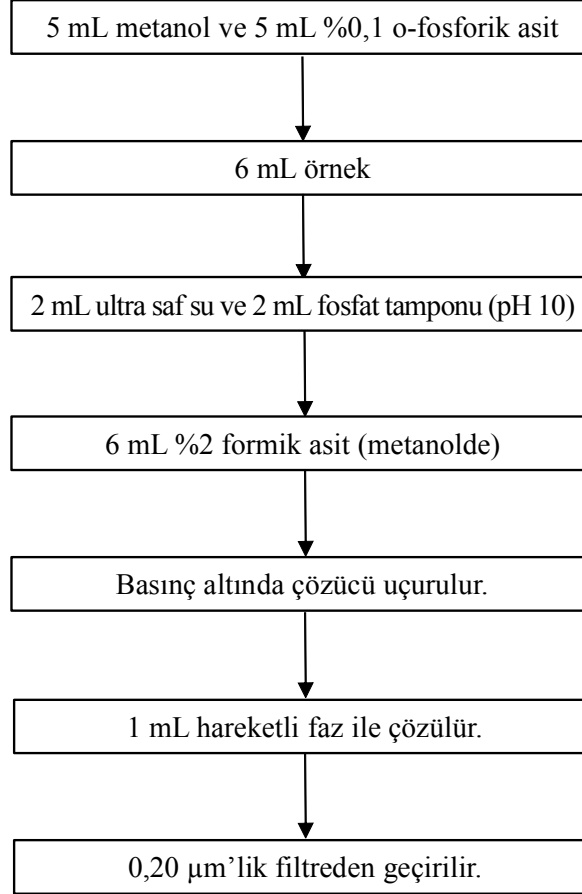 5 mL metanol ve 5 mL %0,1 o-fosforik asit
6 mL örnek
2 mL ultra saf su ve 2 mL fosfat tamponu (pH 10)
6 mL %2 formik asit (metanolde)
Basınç altında çözücü uçurulur.
1 mL hareketli faz ile çözülür.
0,20 µm’lik filtreden geçirilir.